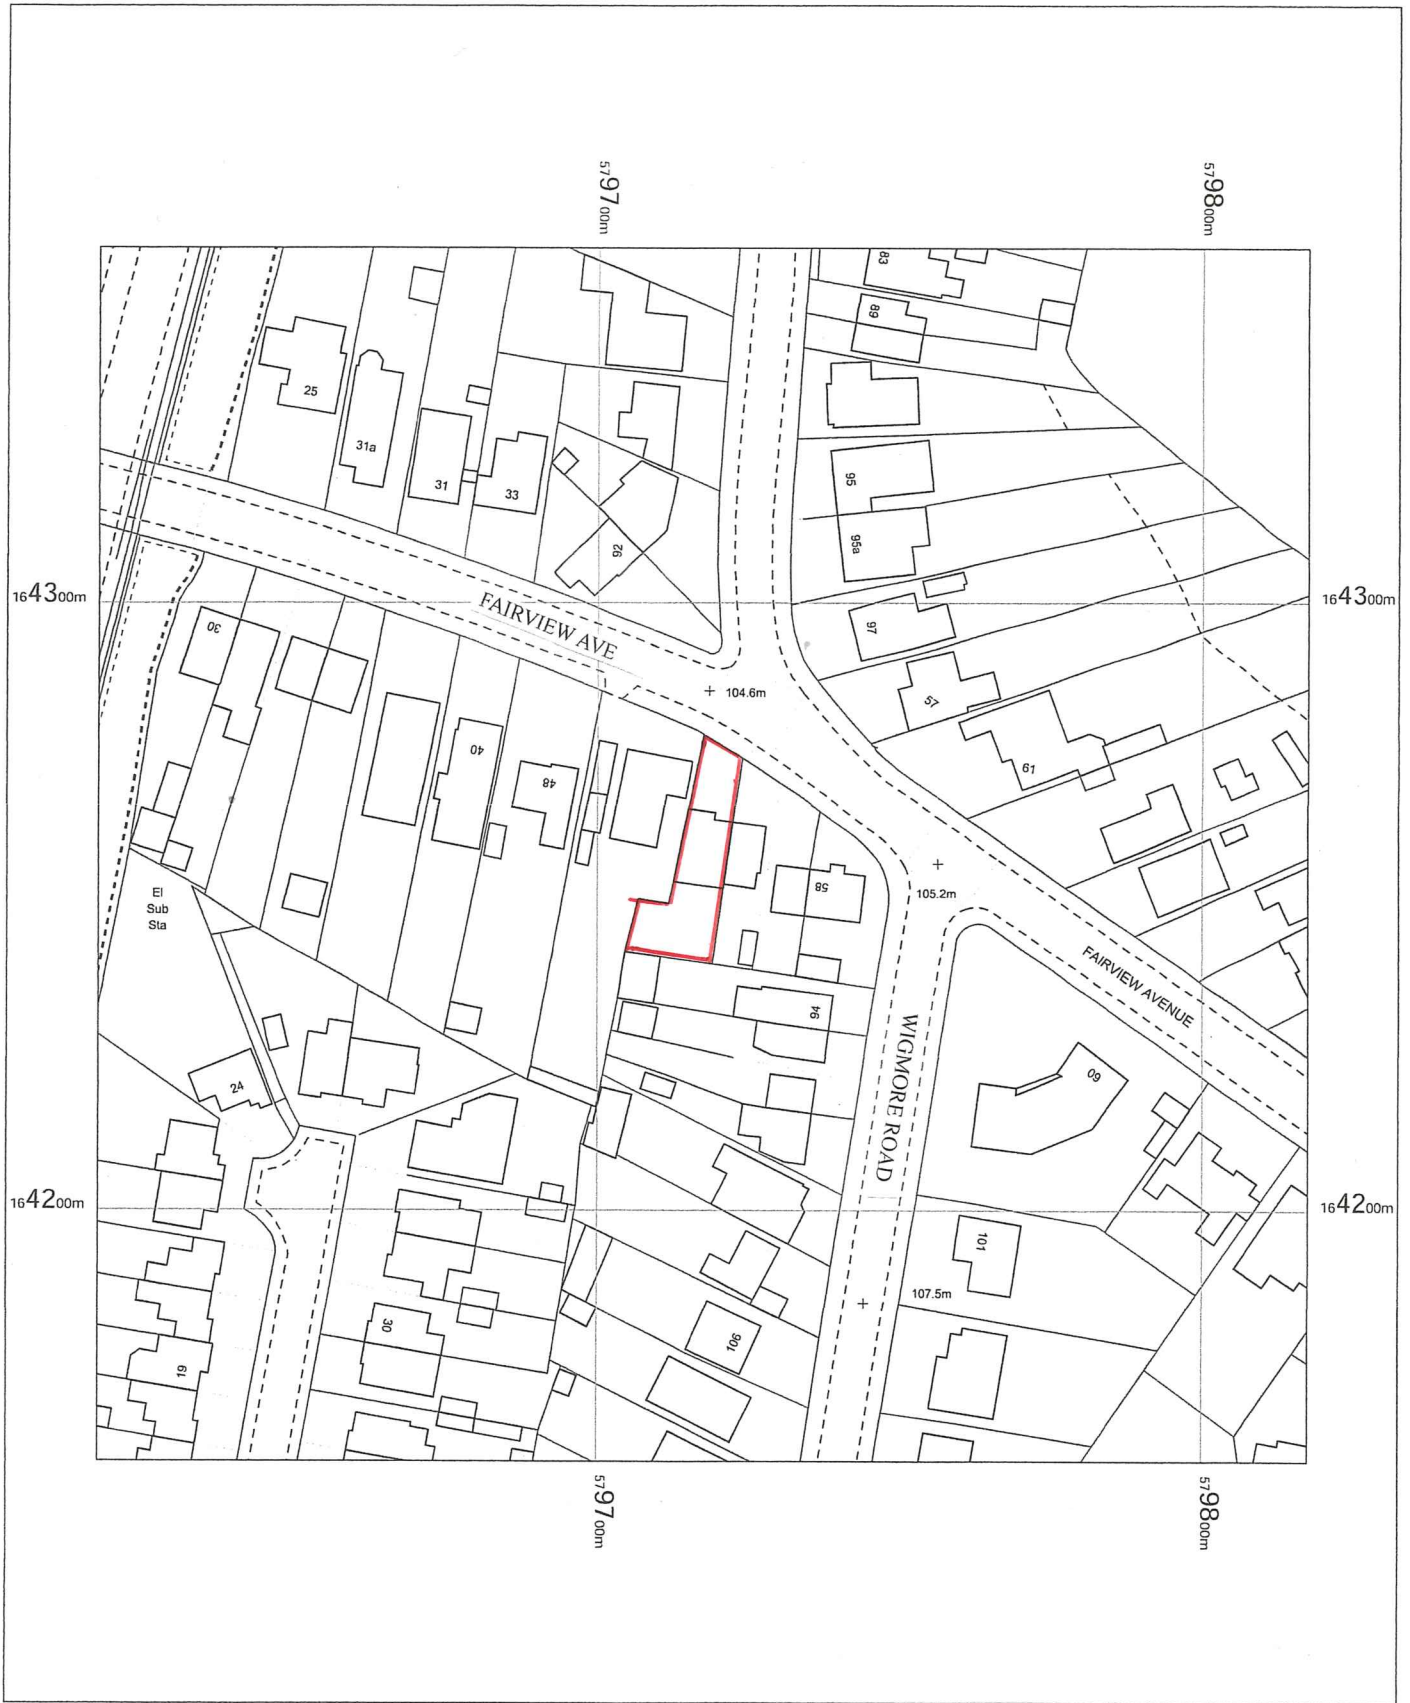 5797 00m
5798 00m
83
89
25
31a
31
33
95
95a
92
1643 00m
1643 00m
FAIRVIEW AVE
30
97
57
104.6m
61
40
48
El
Sub
Sta
58
105.2m
FAIRVIEW AVENUE
94
WIGMORE ROAD
60
24
1642 00m
1642 00m
101
107.5m
30
106
19
5797 00m
5798 00m